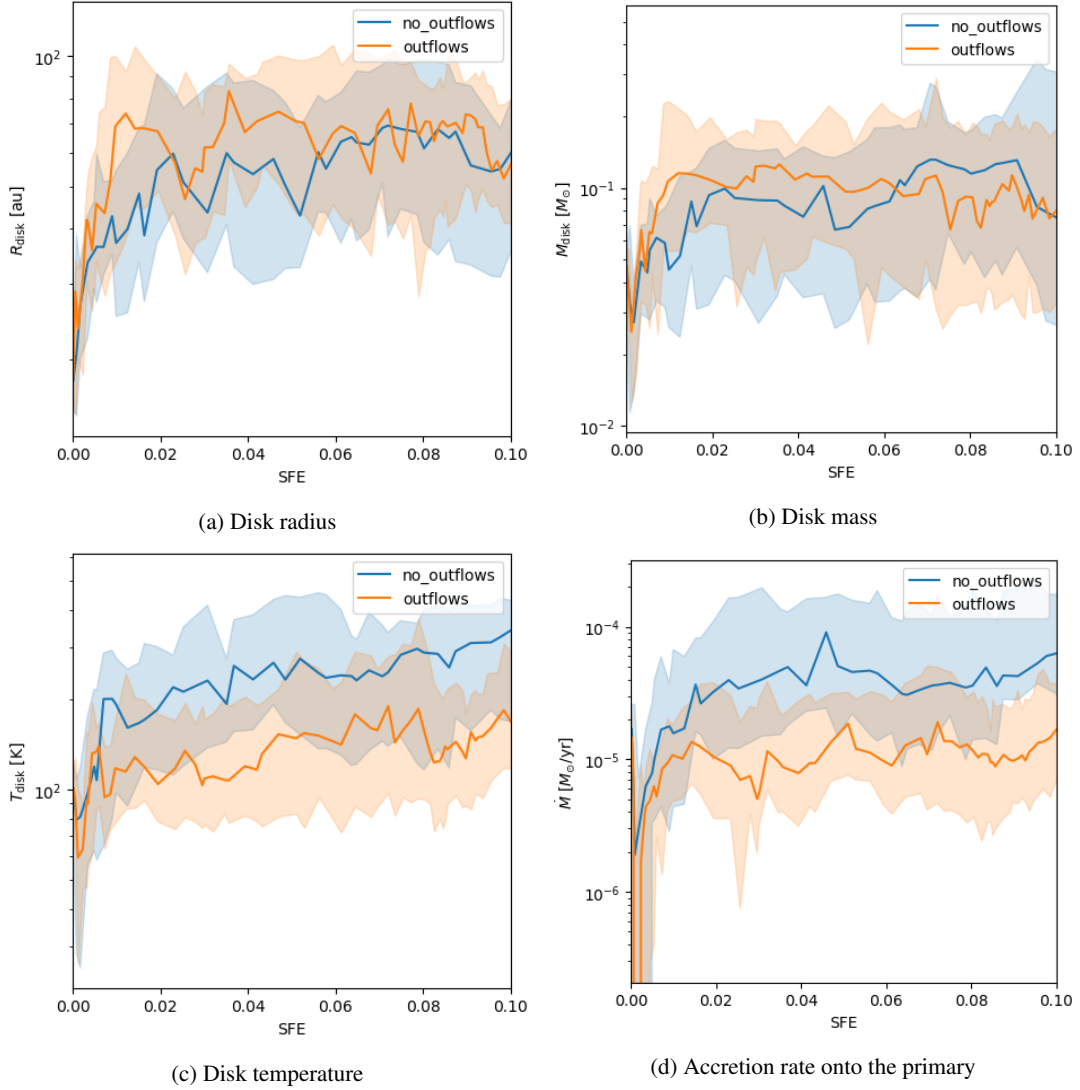 no_outflows
outflows
10²
R_disk [au]
0.00 0.02 0.04 0.06 0.08 0.10
SFE
(a) Disk radius
no_outflows
outflows
10⁻¹
10⁻²
M_disk [M_⊙]
0.00 0.02 0.04 0.06 0.08 0.10
SFE
(b) Disk mass
no_outflows
outflows
10²
T_disk [K]
0.00 0.02 0.04 0.06 0.08 0.10
SFE
(c) Disk temperature
no_outflows
outflows
10⁻⁴
10⁻⁵
10⁻⁶
Ṁ [M_⊙/yr]
0.00 0.02 0.04 0.06 0.08 0.10
SFE
(d) Accretion rate onto the primary